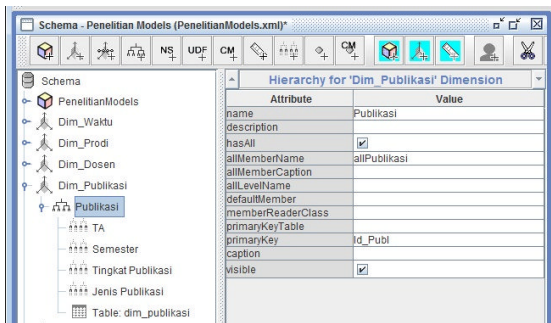 Schema - Penelitian Models (PenelitianModels.xml)*
NS UDF CM CM
Schema
PenelitianModels
Dim_Waktu
Dim_Prodi
Dim_Dosen
Dim_Publikasi
Publikasi
TA
Semester
Tingkat Publikasi
Jenis Publikasi
Table: dim_publikasi
Hierarchy for 'Dim_Publikasi' Dimension
Attribute Value
name Publikasi
description
hasAll
allMemberName allPublikasi
allMemberCaption
allLevelName
defaultMember
memberReaderClass
primaryKeyTable
primaryKey Id_Publ
caption
visible